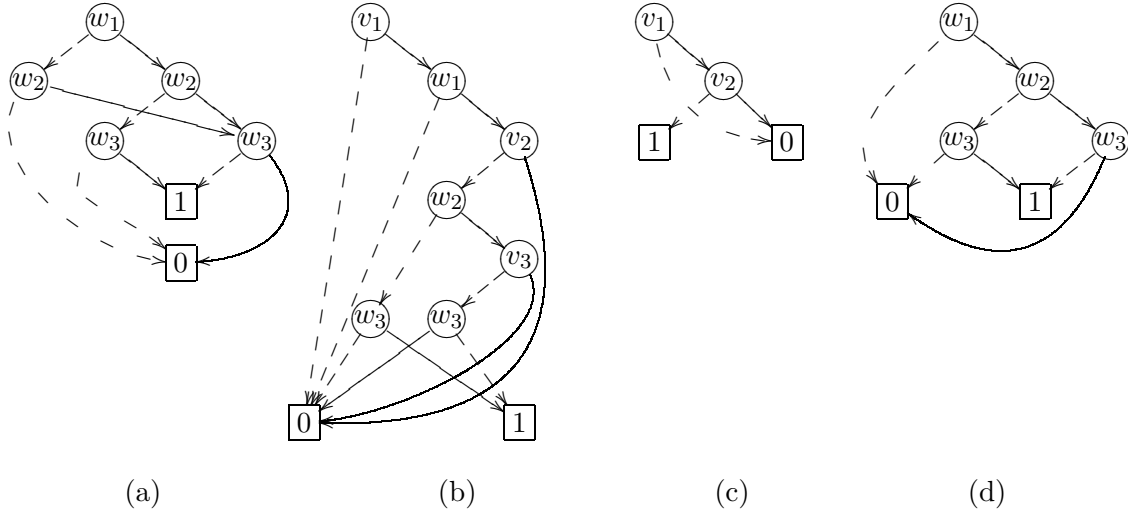 w₁ v₁ v₁ w₁
w₂ w₂ w₁ v₂ w₂
w₃ w₃ v₂ 1 0 w₃ w₃
1 w₂ 0 1
0 v₃
w₃ w₃
0 1
(a) (b) (c) (d)